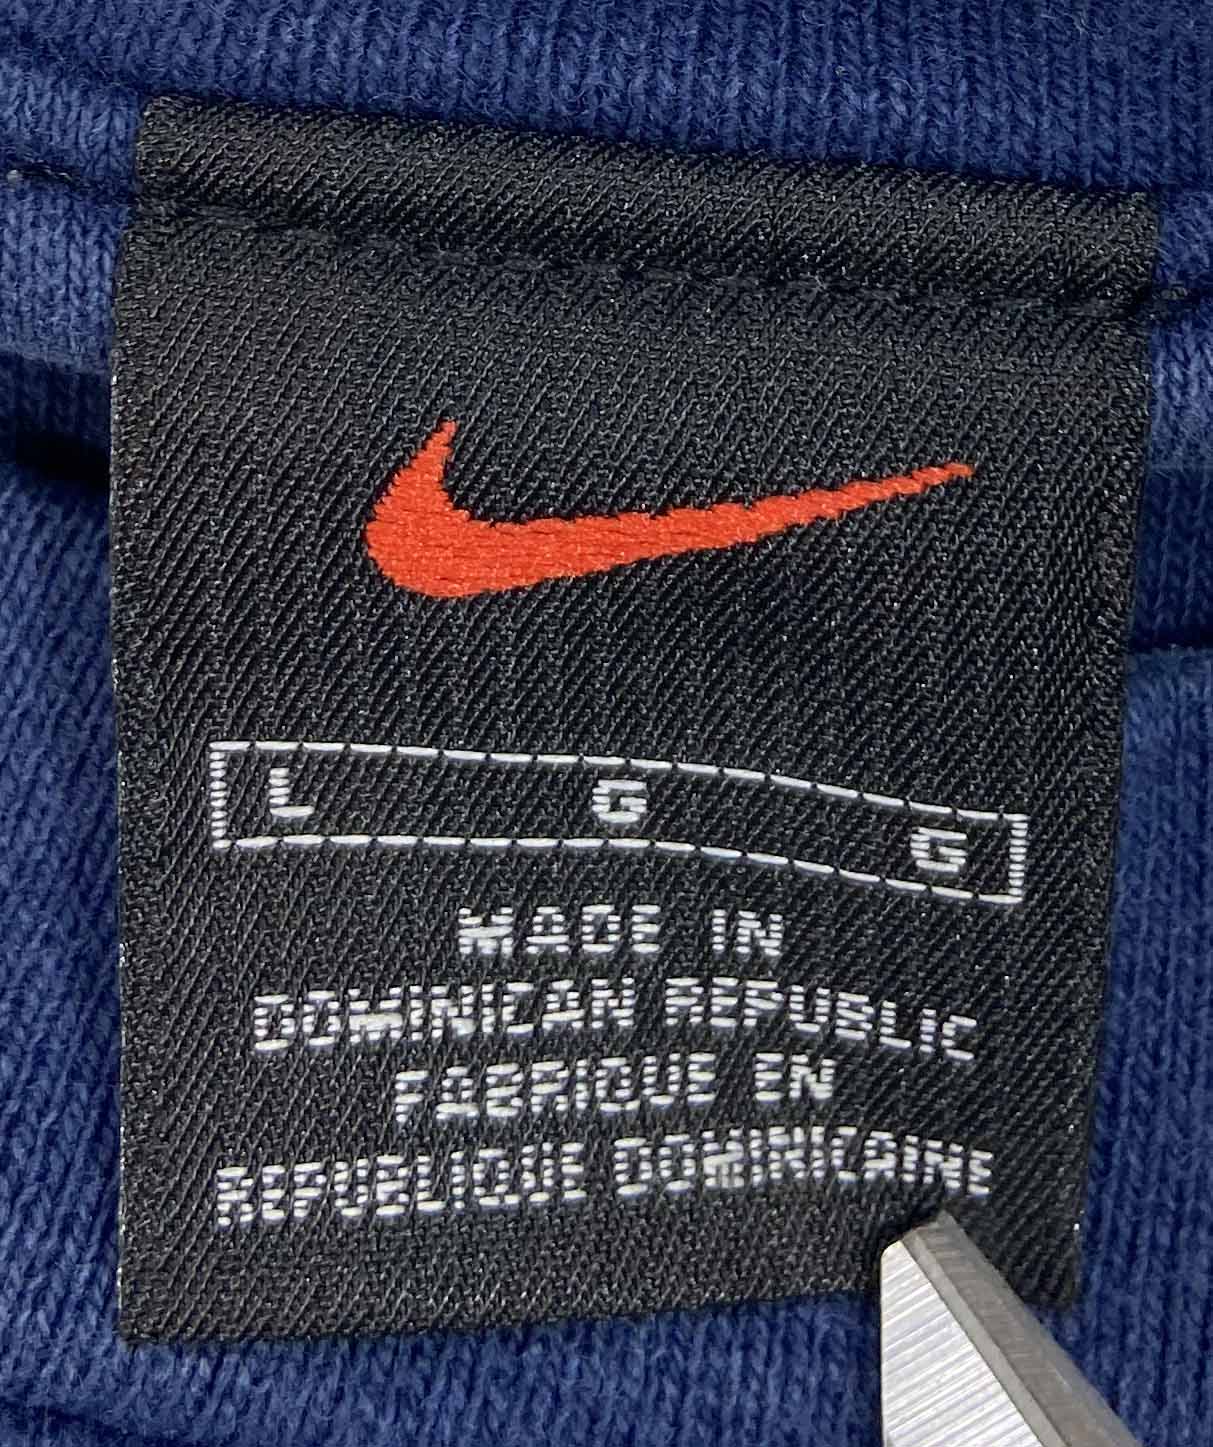 L G G
MADE IN
DOMINICAN REPUBLIC
FABRIQUE EN
REPUBLIQUE DOMINICAINE